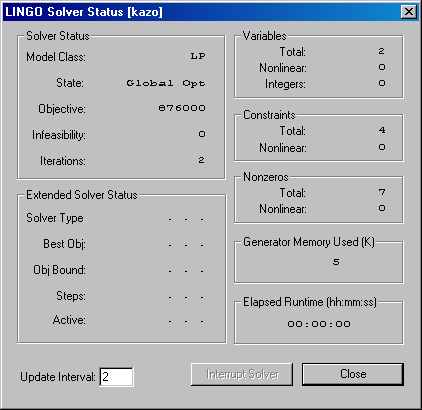 LINGO Solver Status [kazo]
Solver Status
Model Class: LP
State: Global Opt
Objective: 876000
Infeasibility: 0
Iterations: 2
Extended Solver Status
Solver Type - - -
Best Obj: - - -
Obj Bound: - - -
Steps: - - -
Active: - - -
Variables
Total: 2
Nonlinear: 0
Integers: 0
Constraints
Total: 4
Nonlinear: 0
Nonzeros
Total: 7
Nonlinear: 0
Generator Memory Used (K)
5
Elapsed Runtime (hh:mm:ss)
00:00:00
Update Interval: 2
Interrupt Solver
Close